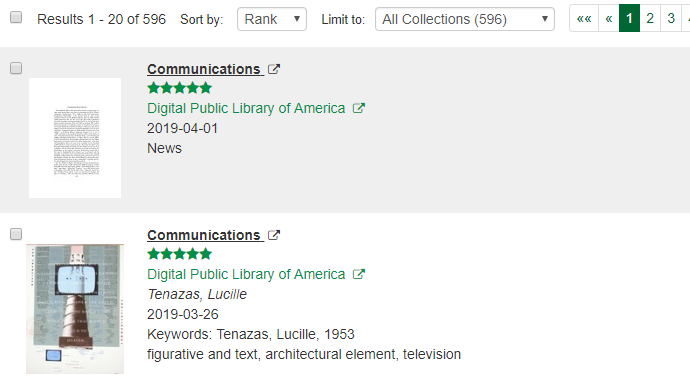 Results 1 - 20 of 596 Sort by: Rank Limit to: All Collections (596) «« « 1 2 3
Communications
Digital Public Library of America
2019-04-01
News
Communications
Digital Public Library of America
Tenazas, Lucille
2019-03-26
Keywords: Tenazas, Lucille, 1953
figurative and text, architectural element, television